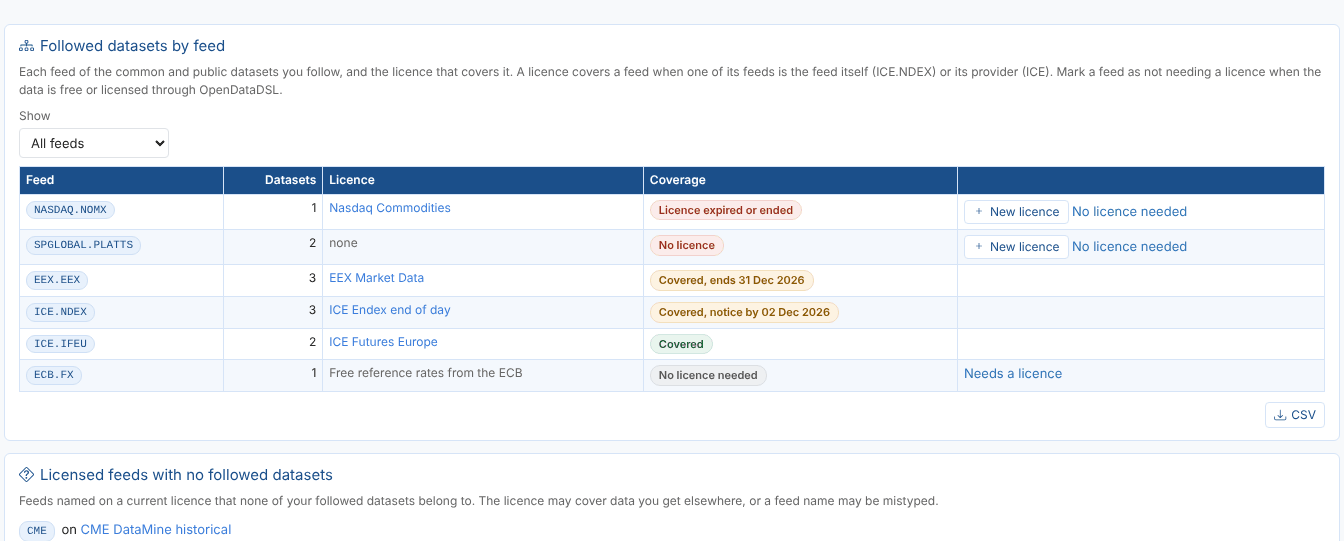 Followed datasets by feed
Each feed of the common and public datasets you follow, and the licence that covers it. A licence covers a feed when one of its feeds is the feed itself (ICE.NDEX) or its provider (ICE). Mark a feed as not needing a licence when the
data is free or licensed through OpenDataDSL.
Show
All feeds
Feed Datasets Licence Coverage
NASDAQ.NOMX 1 Nasdaq Commodities Licence expired or ended + New licence No licence needed
SPGLOBAL.PLATTS 2 none No licence + New licence No licence needed
EEX.EEX 3 EEX Market Data Covered, ends 31 Dec 2026
ICE.NDEX 3 ICE Endex end of day Covered, notice by 02 Dec 2026
ICE.IFEU 2 ICE Futures Europe Covered
ECB.FX 1 Free reference rates from the ECB No licence needed Needs a licence
CSV
Licensed feeds with no followed datasets
Feeds named on a current licence that none of your followed datasets belong to. The licence may cover data you get elsewhere, or a feed name may be mistyped.
CME on CME DataMine historical